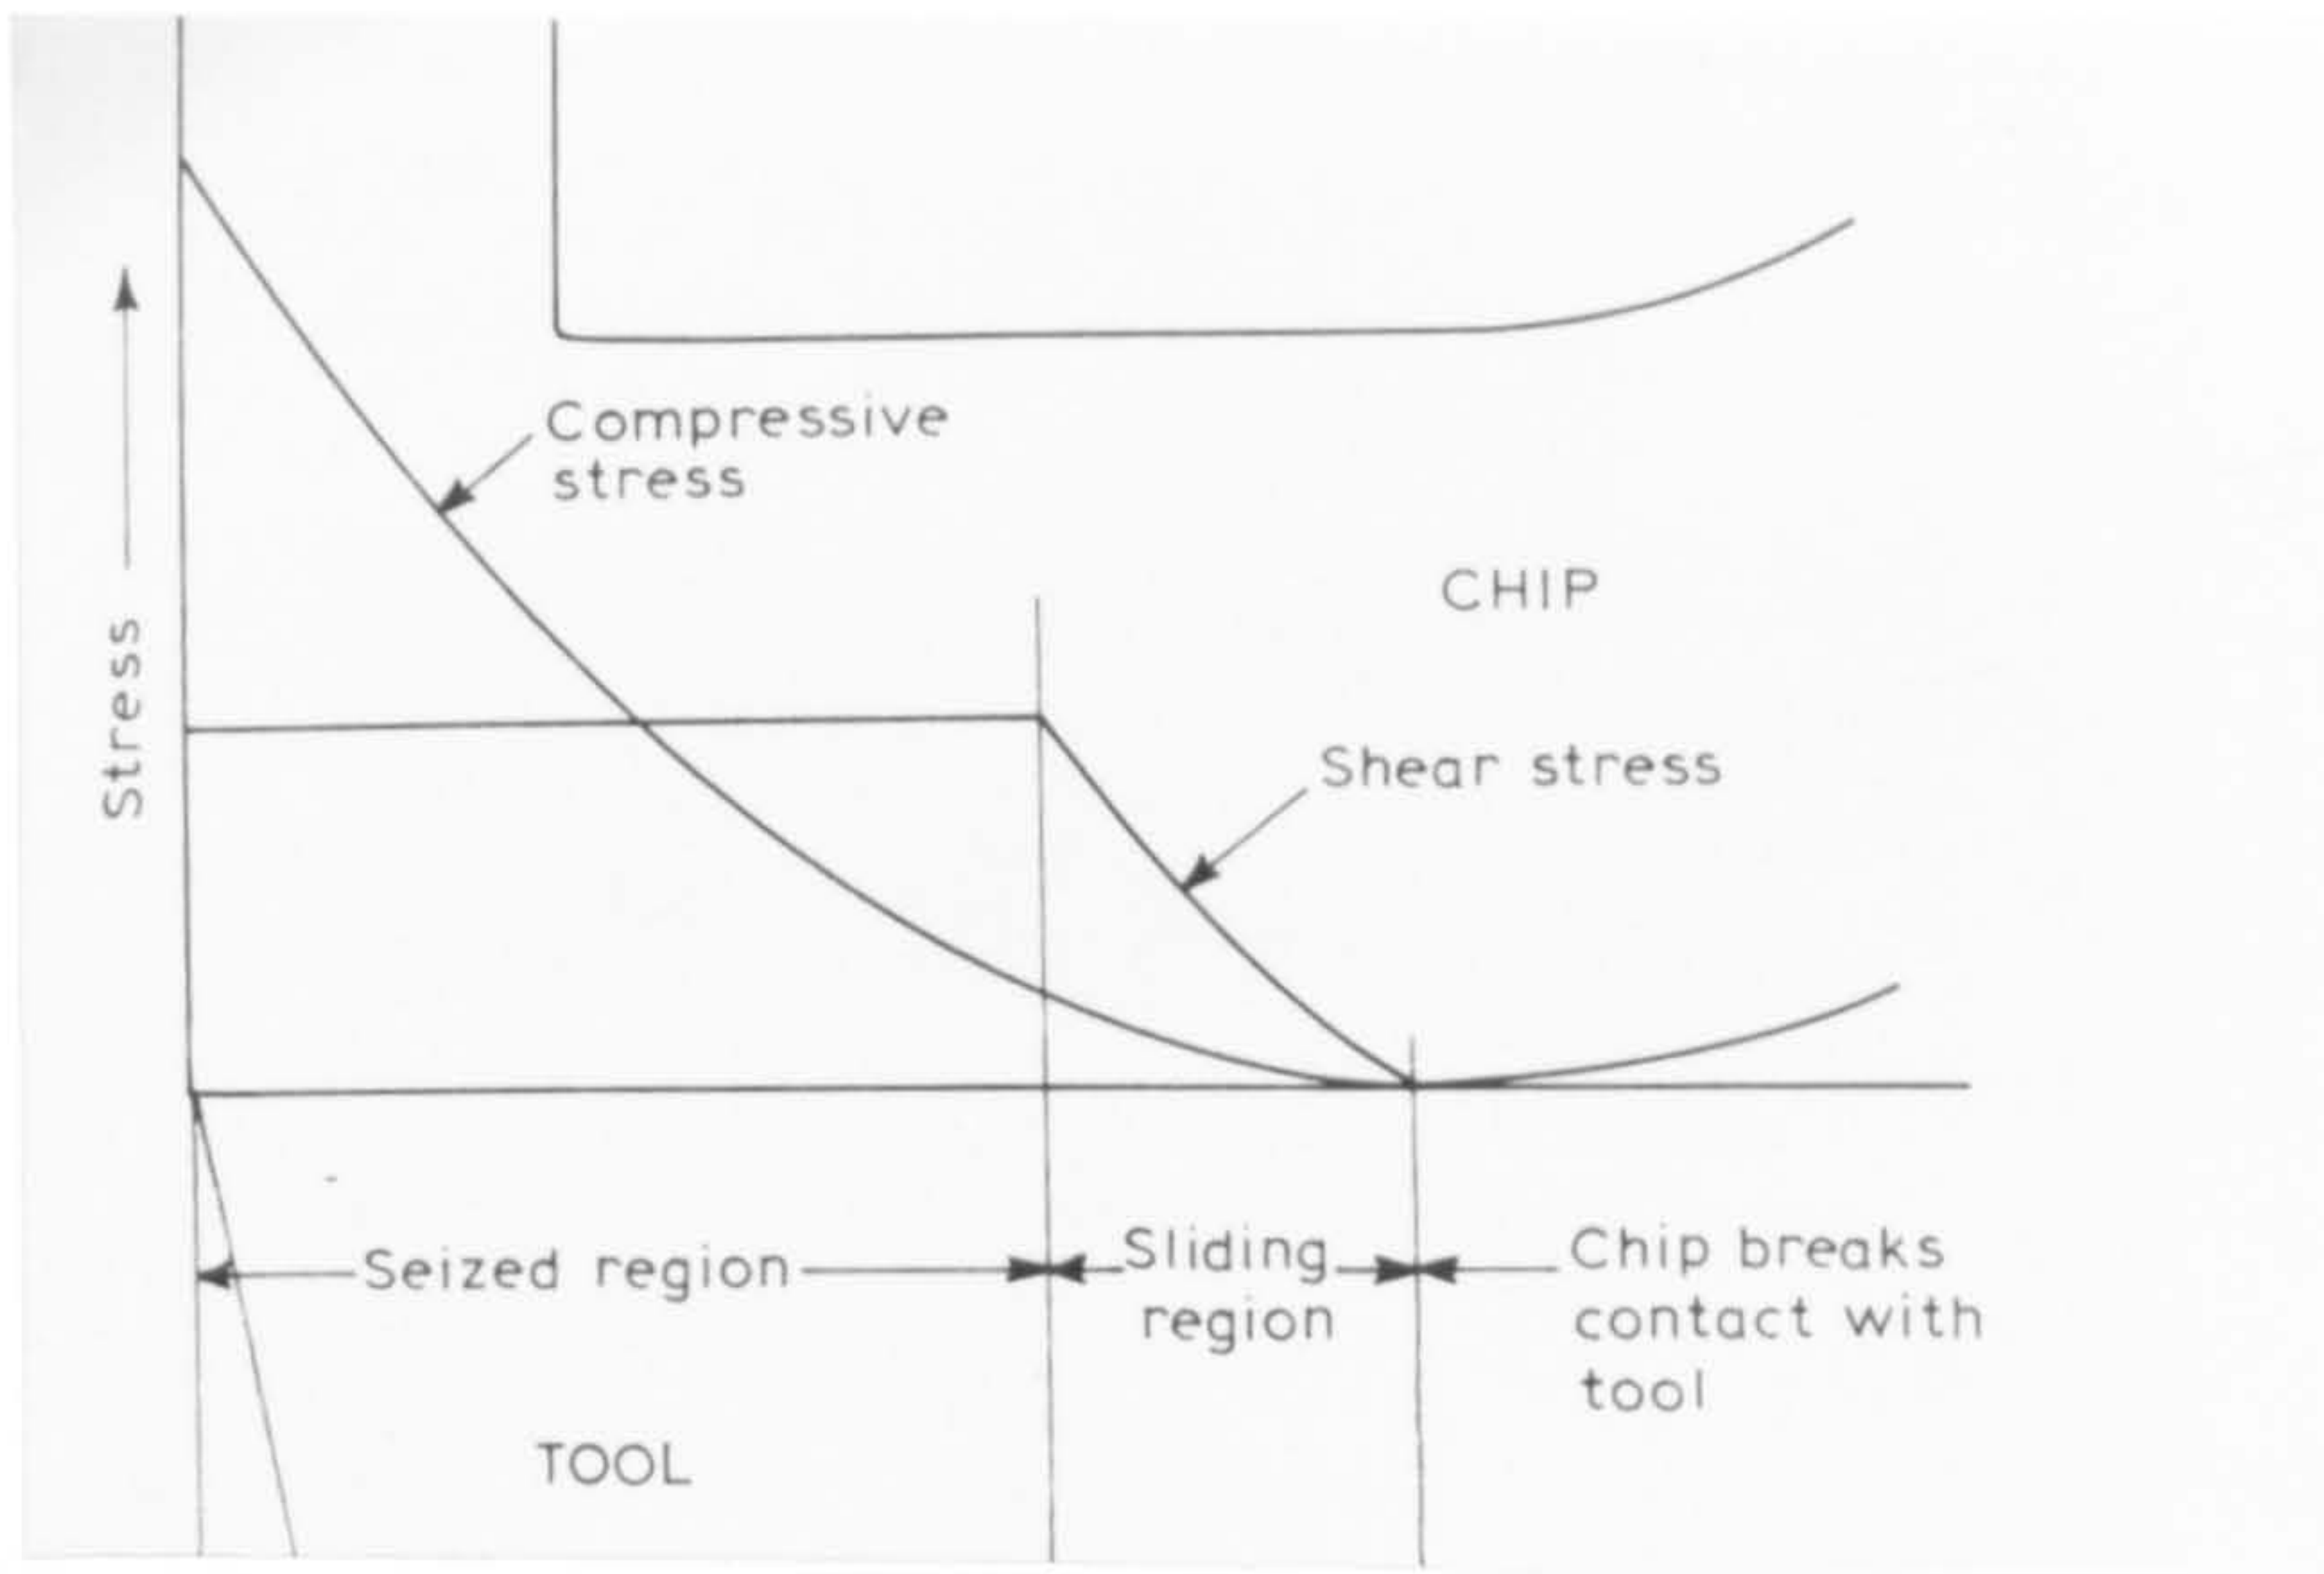 Stress
Compressive
stress
CHIP
Shear stress
Seized region
Sliding
region
Chip breaks
contact with
tool
TOOL